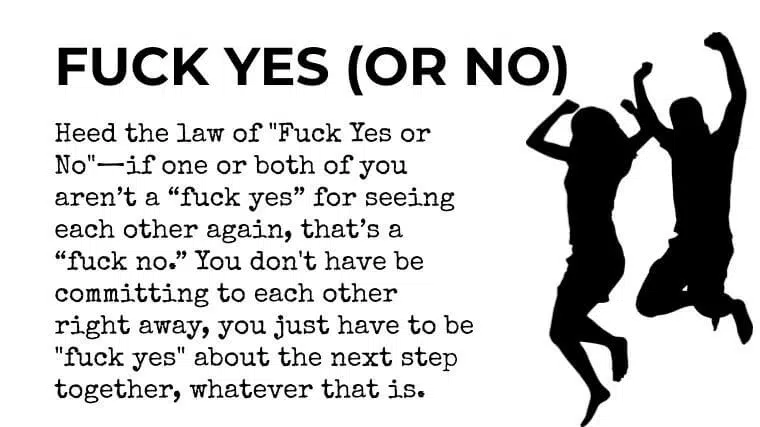 FUCK YES (OR NO)
Heed the law of "Fuck Yes or
No"—if one or both of you
aren’t a “fuck yes” for seeing
each other again, that’s a
“fuck no.” You don't have be
committing to each other
right away, you just have to be
"fuck yes" about the next step
together, whatever that is.